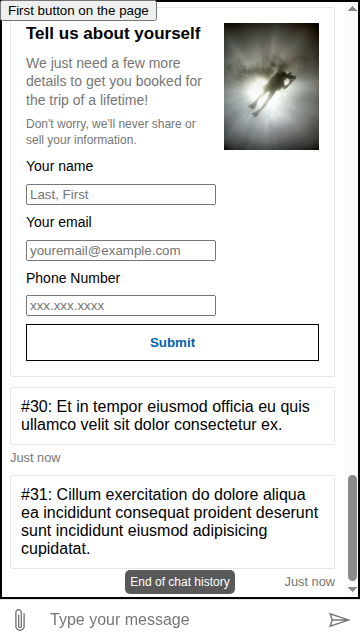 First button on the page
Tell us about yourself
We just need a few more
details to get you booked for
the trip of a lifetime!
Don't worry, we'll never share or
sell your information.
Your name
Last, First
Your email
youremail@example.com
Phone Number
xxx.xxx.xxxx
Submit
#30: Et in tempor eiusmod officia eu quis
ullamco velit sit dolor consectetur ex.
Just now
#31: Cillum exercitation do dolore aliqua
ea incididunt consequat proident deserunt
sunt incididunt eiusmod adipisicing
cupidatat.
End of chat history
Just now
Type your message